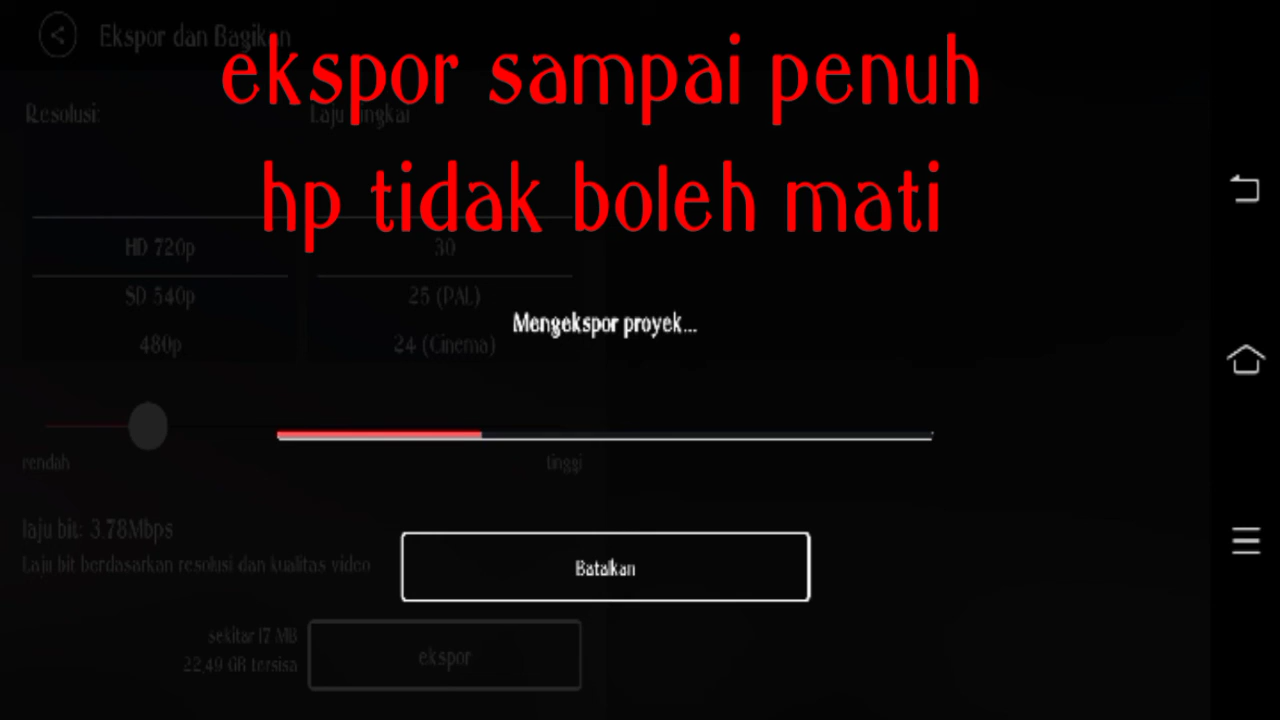 Ekspor dan Bagikan
ekspor sampai penuh
Resolusi:
Laju bingkai
hp tidak boleh mati
HD 720p
30
SD 540p
25 (PAL)
Mengekspor proyek...
480p
24 (Cinema)
rendah
tinggi
laju bit: 3.78Mbps
Laju bit berdasarkan resolusi dan kualitas video
Batalkan
sekitar 17 MB
22,49 GB tersisa
ekspor